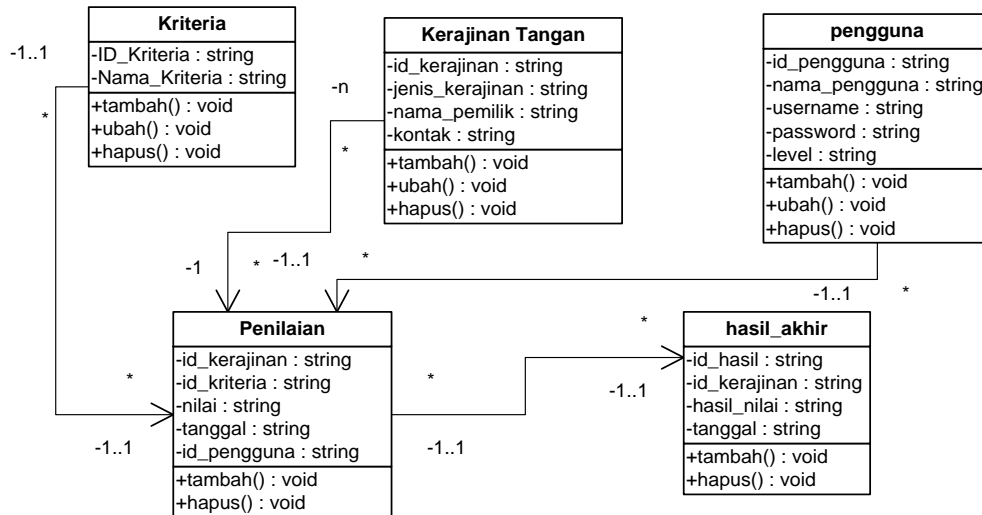 Kriteria
-ID_Kriteria : string
-Nama_Kriteria : string
+tambah() : void
+ubah() : void
+hapus() : void
-1..1
*
Kerajinan Tangan
-id_kerajinan : string
-jenis_kerajinan : string
-nama_pemilik : string
-kontak : string
+tambah() : void
+ubah() : void
+hapus() : void
-n
*
pengguna
-id_pengguna : string
-nama_pengguna : string
-username : string
-password : string
-level : string
+tambah() : void
+ubah() : void
+hapus() : void
-1
*
-1..1
*
-1..1
*
Penilaian
-id_kerajinan : string
-id_kriteria : string
-nilai : string
-tanggal : string
-id_pengguna : string
+tambah() : void
+hapus() : void
*
-1..1
*
-1..1
*
-1..1
hasil_akhir
-id_hasil : string
-id_kerajinan : string
-hasil_nilai : string
-tanggal : string
+tambah() : void
+hapus() : void